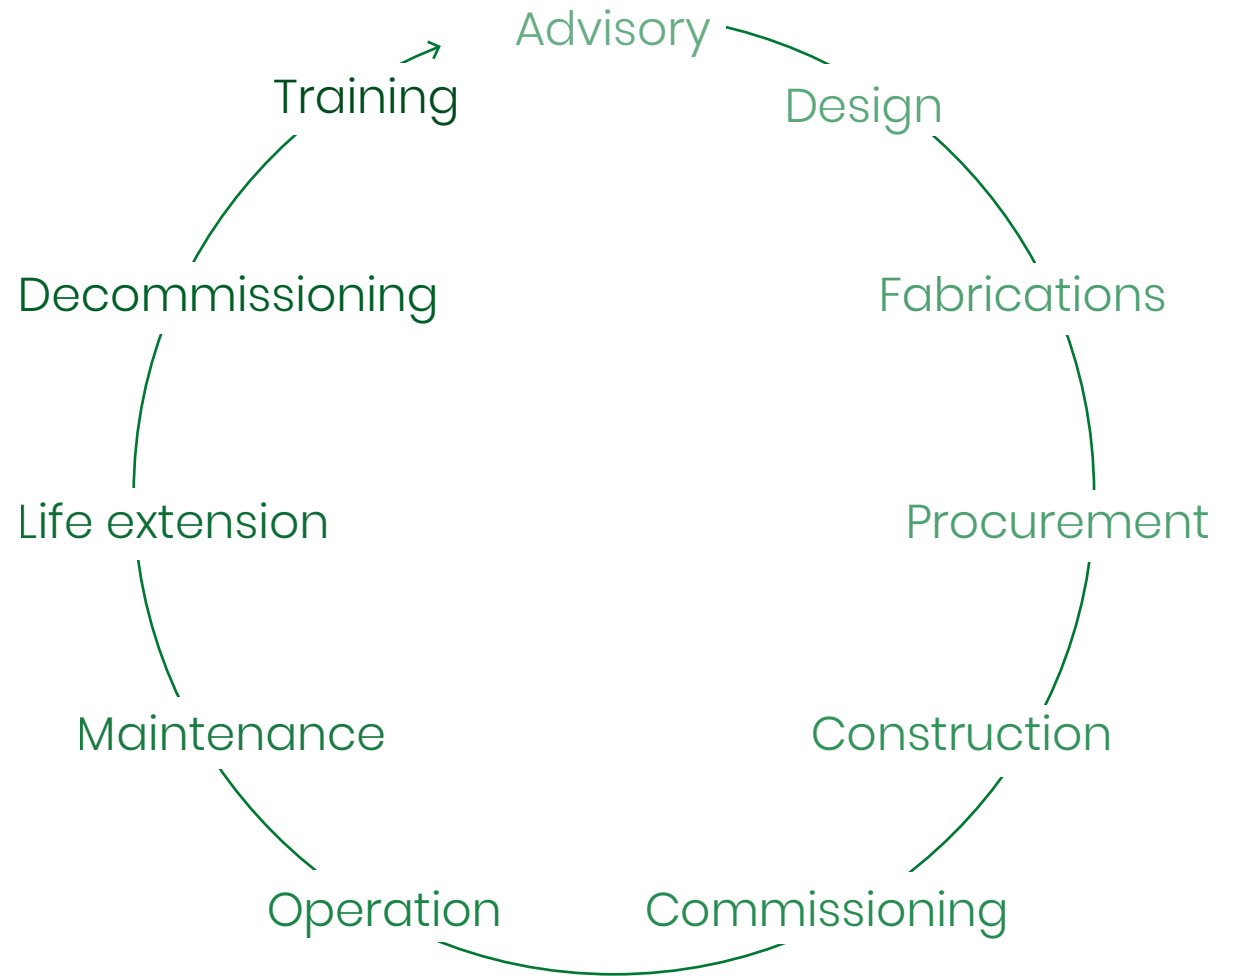 Advisory
Design
Fabrications
Procurement
Construction
Commissioning
Operation
Maintenance
Life extension
Decommissioning
Training